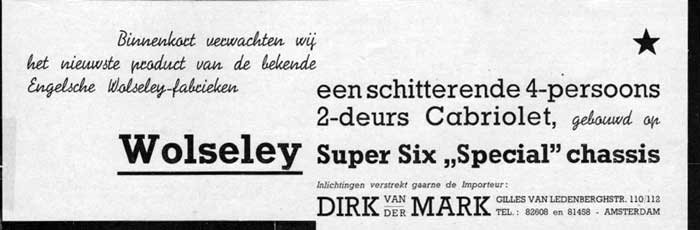 Binnenkort verwachten wij
het nieuwste product van de bekende
Engelsche Wolseley-fabrieken
een schitterende 4-persoons
2-deurs Cabriolet, gebouwd op
Wolseley Super Six „Special” chassis
Inlichtingen verstrekt gaarne de Importeur:
DIRK VAN DER MARK
GILLES VAN LEDENBERGHSTR. 110/112
TEL.: 82608 en 81458 - AMSTERDAM